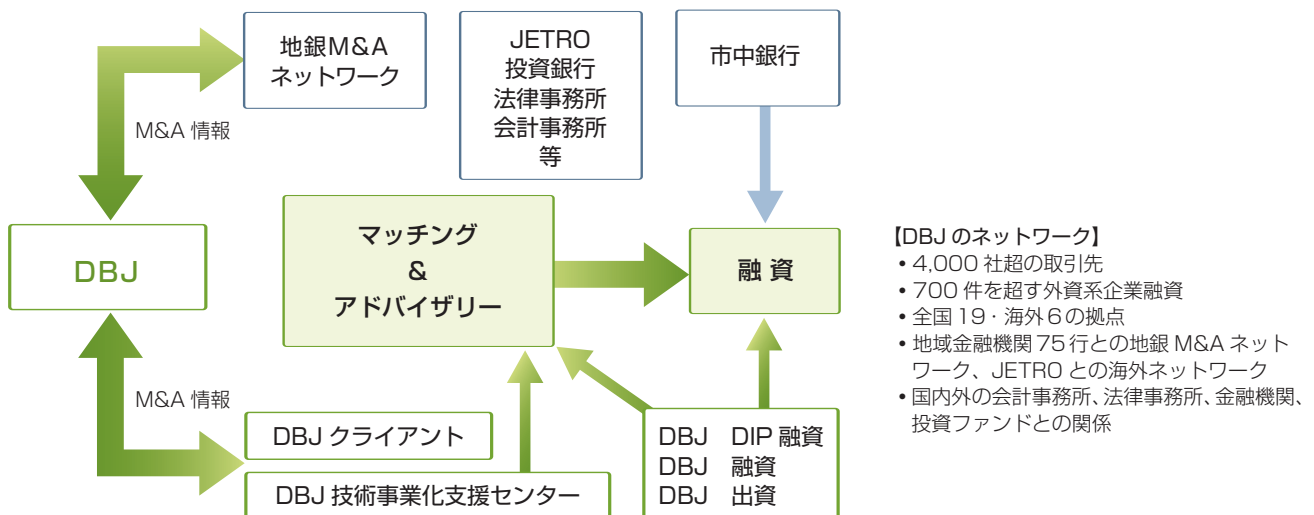 地銀M&A
ネットワーク
JETRO
投資銀行
法律事務所
会計事務所
等
市中銀行
M&A 情報
DBJ
マッチング
&
アドバイザリー
融 資
M&A 情報
DBJ クライアント
DBJ 技術事業化支援センター
DBJ DIP 融資
DBJ 融資
DBJ 出資
【DBJ のネットワーク】
• 4,000 社超の取引先
• 700 件を超す外資系企業融資
• 全国 19・海外 6 の拠点
• 地域金融機関 75 行との地銀 M&A ネット
ワーク、JETRO との海外ネットワーク
• 国内外の会計事務所、法律事務所、金融機関、
投資ファンドとの関係